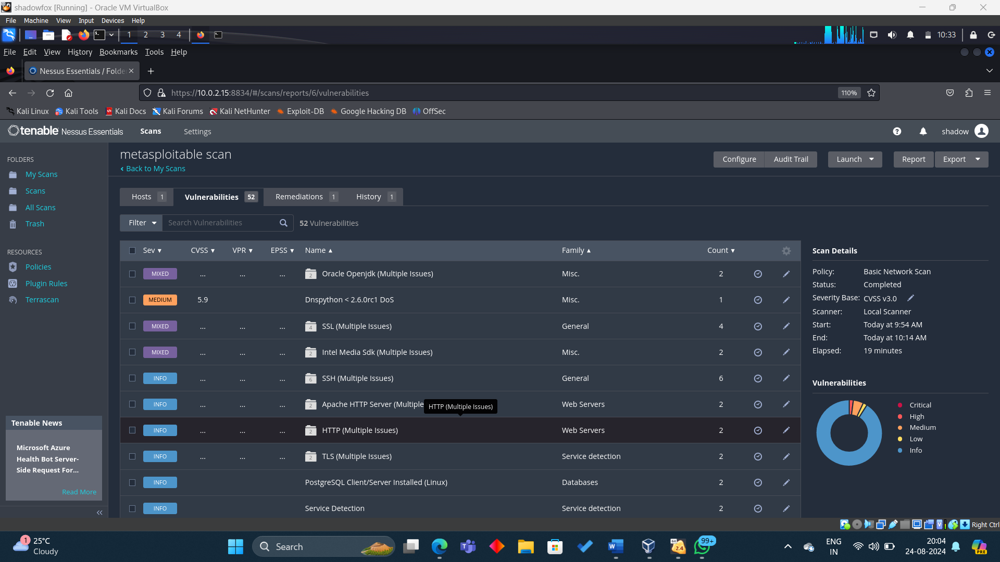 shadowfox [Running] - Oracle VM VirtualBox
File Machine View Input Devices Help
1 2 3 4 10:33
File Edit View History Bookmarks Tools Help
Nessus Essentials / Folde
https://10.0.2.15:8834/#/scans/reports/6/vulnerabilities 110%
Kali Linux Kali Tools Kali Docs Kali Forums Kali NetHunter Exploit-DB Google Hacking DB OffSec
tenable Nessus Essentials Scans Settings shadow
FOLDERS
My Scans
Scans
All Scans
Trash
RESOURCES
Policies
Plugin Rules
Terrascan
Tenable News
Microsoft Azure
Health Bot Server-
Side Request For...
Read More
metasploitable scan
Back to My Scans
Configure Audit Trail Launch Report Export
Hosts 1 Vulnerabilities 52 Remediations 1 History 1
Filter Search Vulnerabilities 52 Vulnerabilities
Sev CVSS VPR EPSS Name Family Count
MIXED ... ... ... 2 Oracle Openjdk (Multiple Issues) Misc. 2
MEDIUM 5.9 Dnspython < 2.6.0rc1 DoS Misc. 1
MIXED ... ... ... 4 SSL (Multiple Issues) General 4
MIXED ... ... ... 2 Intel Media Sdk (Multiple Issues) Misc. 2
INFO ... ... ... 6 SSH (Multiple Issues) General 6
INFO ... ... ... 2 Apache HTTP Server (Multiple Web Servers 2
HTTP (Multiple Issues)
INFO ... ... ... 2 HTTP (Multiple Issues) Web Servers 2
INFO ... ... ... 2 TLS (Multiple Issues) Service detection 2
INFO PostgreSQL Client/Server Installed (Linux) Databases 2
INFO Service Detection Service detection 2
Scan Details
Policy: Basic Network Scan
Status: Completed
Severity Base: CVSS v3.0
Scanner: Local Scanner
Start: Today at 9:54 AM
End: Today at 10:14 AM
Elapsed: 19 minutes
Vulnerabilities
Critical
High
Medium
Low
Info
Right Ctrl
1 25°C
Cloudy
Search
64
2.4
99+
ENG
IN
20:04
24-08-2024
PRE